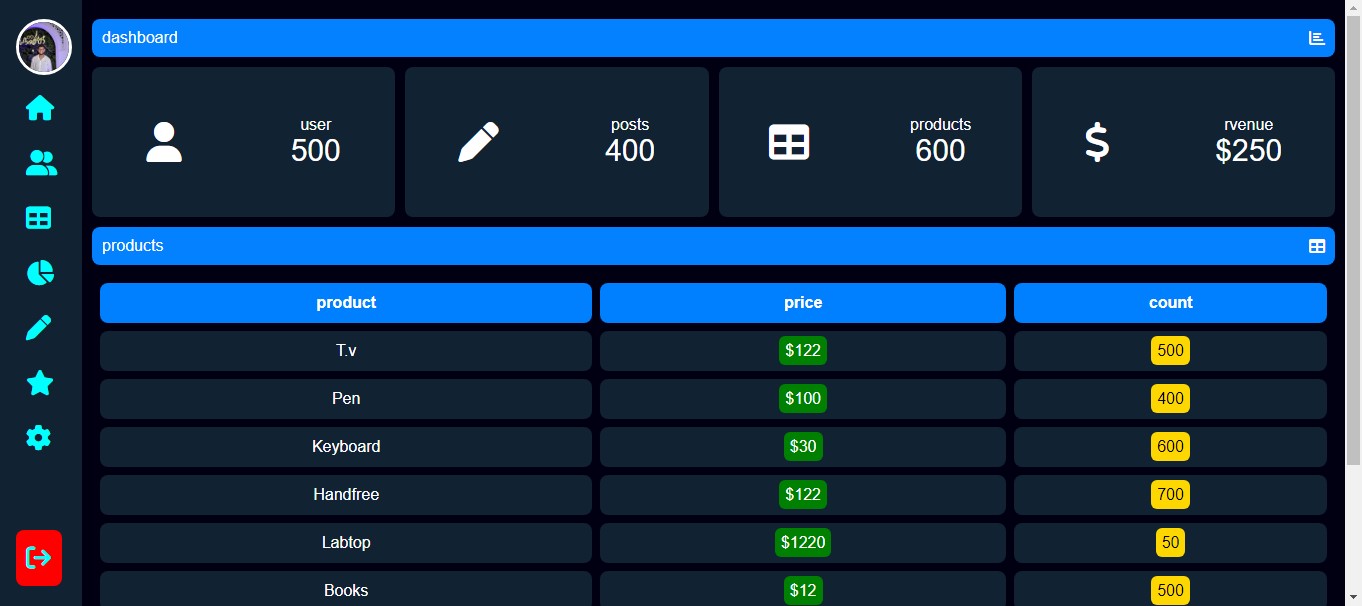 dashboard
user
500
posts
400
products
600
rvenue
$250
products
product price count
T.v $122 500
Pen $100 400
Keyboard $30 600
Handfree $122 700
Labtop $1220 50
Books $12 500